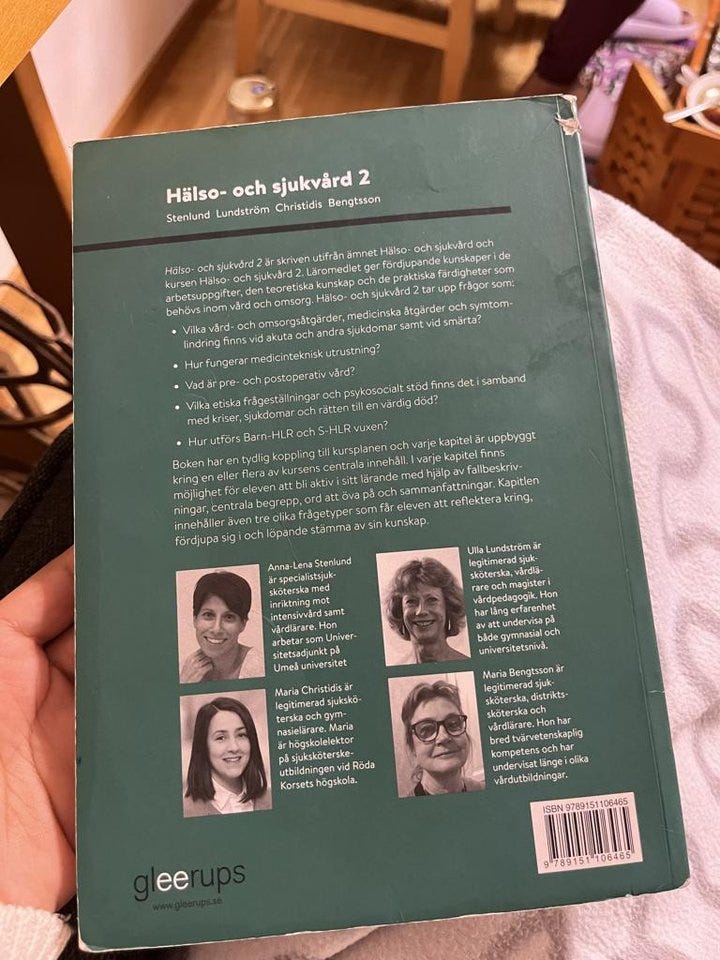 Hälso- och sjukvård 2
Stenlund Lundström Christidis Bengtsson
Hälso- och sjukvård 2 är skriven utifrån ämnet Hälso- och sjukvård och
kursen Hälso- och sjukvård 2. Läromedlet ger fördjupande kunskaper i de
arbetsuppgifter, den teoretiska kunskap och de praktiska färdigheter som
behövs inom vård och omsorg. Hälso- och sjukvård 2 tar upp frågor som:
• Vilka vård- och omsorgsåtgärder, medicinska åtgärder och symtom-
lindring finns vid akuta och andra sjukdomar samt vid smärta?
• Hur fungerar medicinteknisk utrustning?
• Vad är pre- och postoperativ vård?
• Vilka etiska frågeställningar och psykosocialt stöd finns det i samband
med kriser, sjukdomar och rätten till en värdig död?
• Hur utförs Barn-HLR och S-HLR vuxen?
Boken har en tydlig koppling till kursplanen och varje kapitel är uppbyggt
kring en eller flera av kursens centrala innehåll. I varje kapitel finns
möjlighet för eleven att bli aktiv i sitt lärande med hjälp av fallbeskriv-
ningar, centrala begrepp, ord att öva på och sammanfattningar. Kapitlen
innehåller även tre olika frågetyper som får eleven att reflektera kring,
fördjupa sig i och löpande stämma av sin kunskap.
Anna-Lena Stenlund
är specialistsjuk-
sköterska med
inriktning mot
intensivvård samt
vårdlärare. Hon
arbetar som Univer-
sitetsadjunkt på
Umeå universitet
Ulla Lundström är
legitimerad sjuk-
sköterska, vårdlä-
rare och magister i
vårdpedagogik. Hon
har lång erfarenhet
av att undervisa på
både gymnasial och
universitetsnivå.
Maria Christidis är
legitimerad sjukskö-
terska och gym-
nasielärare. Maria
är högskolelektor
på sjuksköterske-
utbildningen vid Röda
Korsets högskola.
Maria Bengtsson är
legitimerad sjuk-
sköterska, distrikts-
sköterska och
vårdlärare. Hon har
bred tvärvetenskaplig
kompetens och har
undervisat länge i olika
vårdutbildningar.
ISBN 9789151106465
9 789151 106465
gleerups
www.gleerups.se